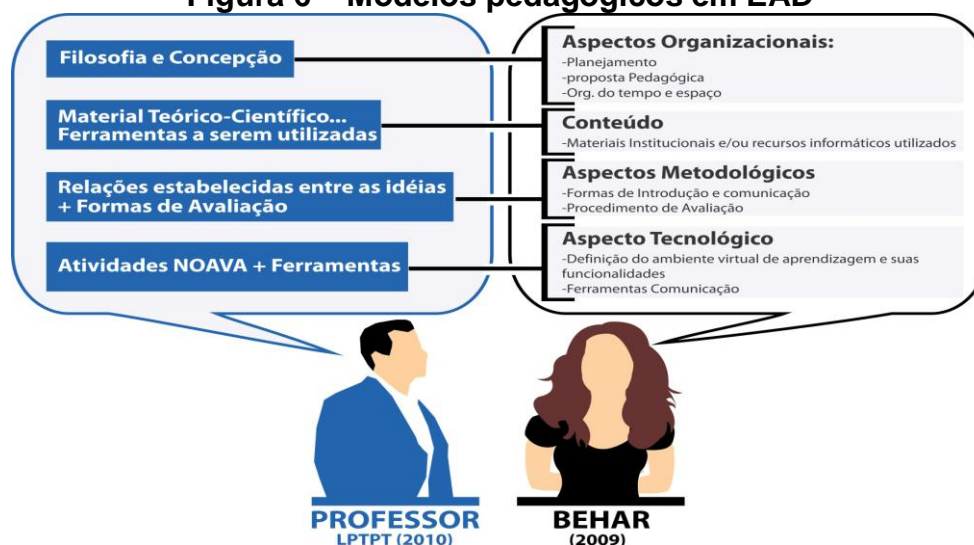 Figura 6 – Modelos pedagógicos em EAD
Filosofia e Concepção
Material Teórico-Científico...
Ferramentas a serem utilizadas
Relações estabelecidas entre as idéias
+ Formas de Avaliação
Atividades NOAVA + Ferramentas
Aspectos Organizacionais:
-Planejamento
-proposta Pedagógica
-Org. do tempo e espaço
Conteúdo
-Materiais Institucionais e/ou recursos informáticos utilizados
Aspectos Metodológicos
-Formas de Introdução e comunicação
-Procedimento de Avaliação
Aspecto Tecnológico
-Definição do ambiente virtual de aprendizagem e suas
funcionalidades
-Ferramentas Comunicação
PROFESSOR
LPTPT (2010)
BEHAR
(2009)